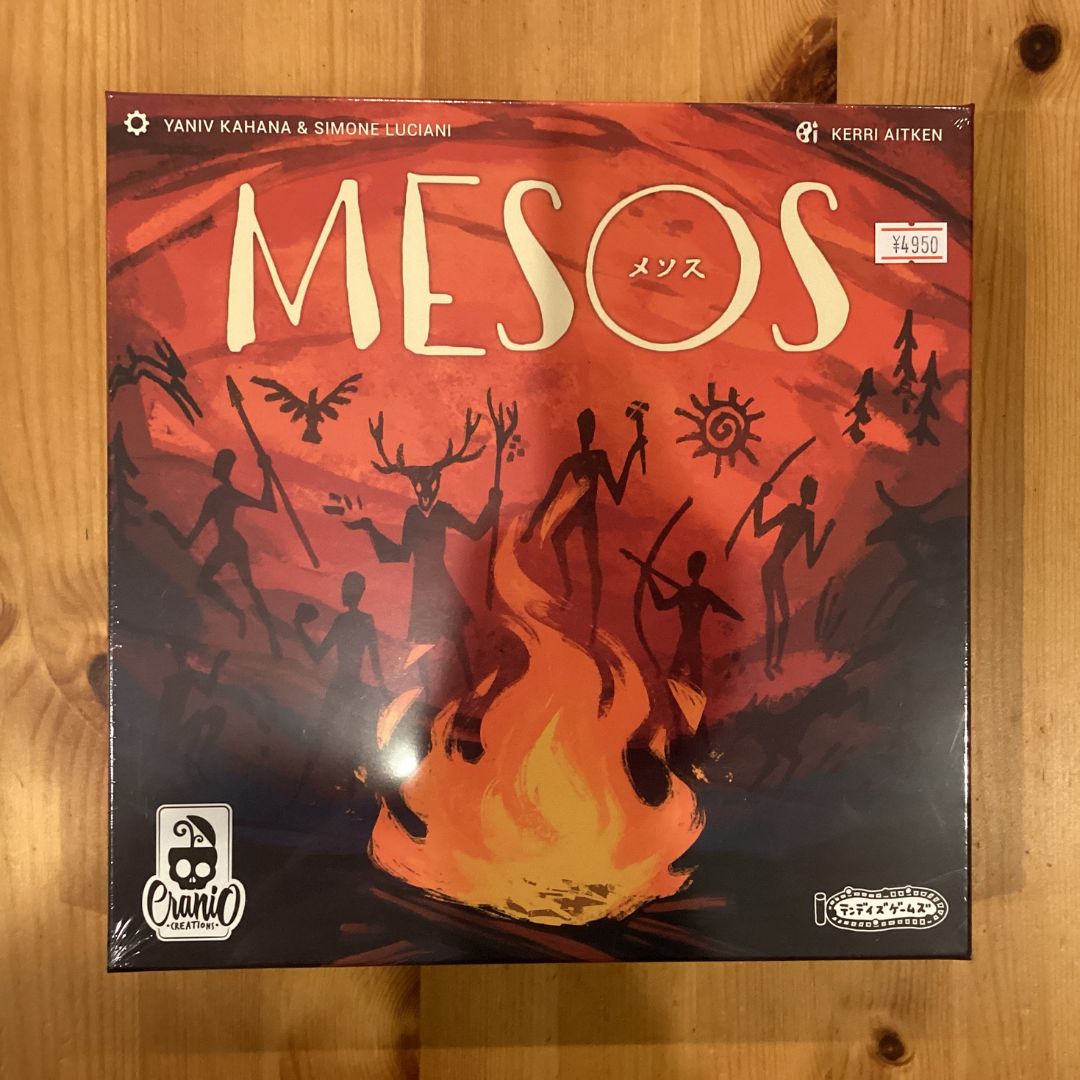 YANIV KAHANA & SIMONE LUCIANI
KERRI AITKEN
MESOS
メソス
¥4950
Cranio
CREATIONS
テンデイズゲームズ